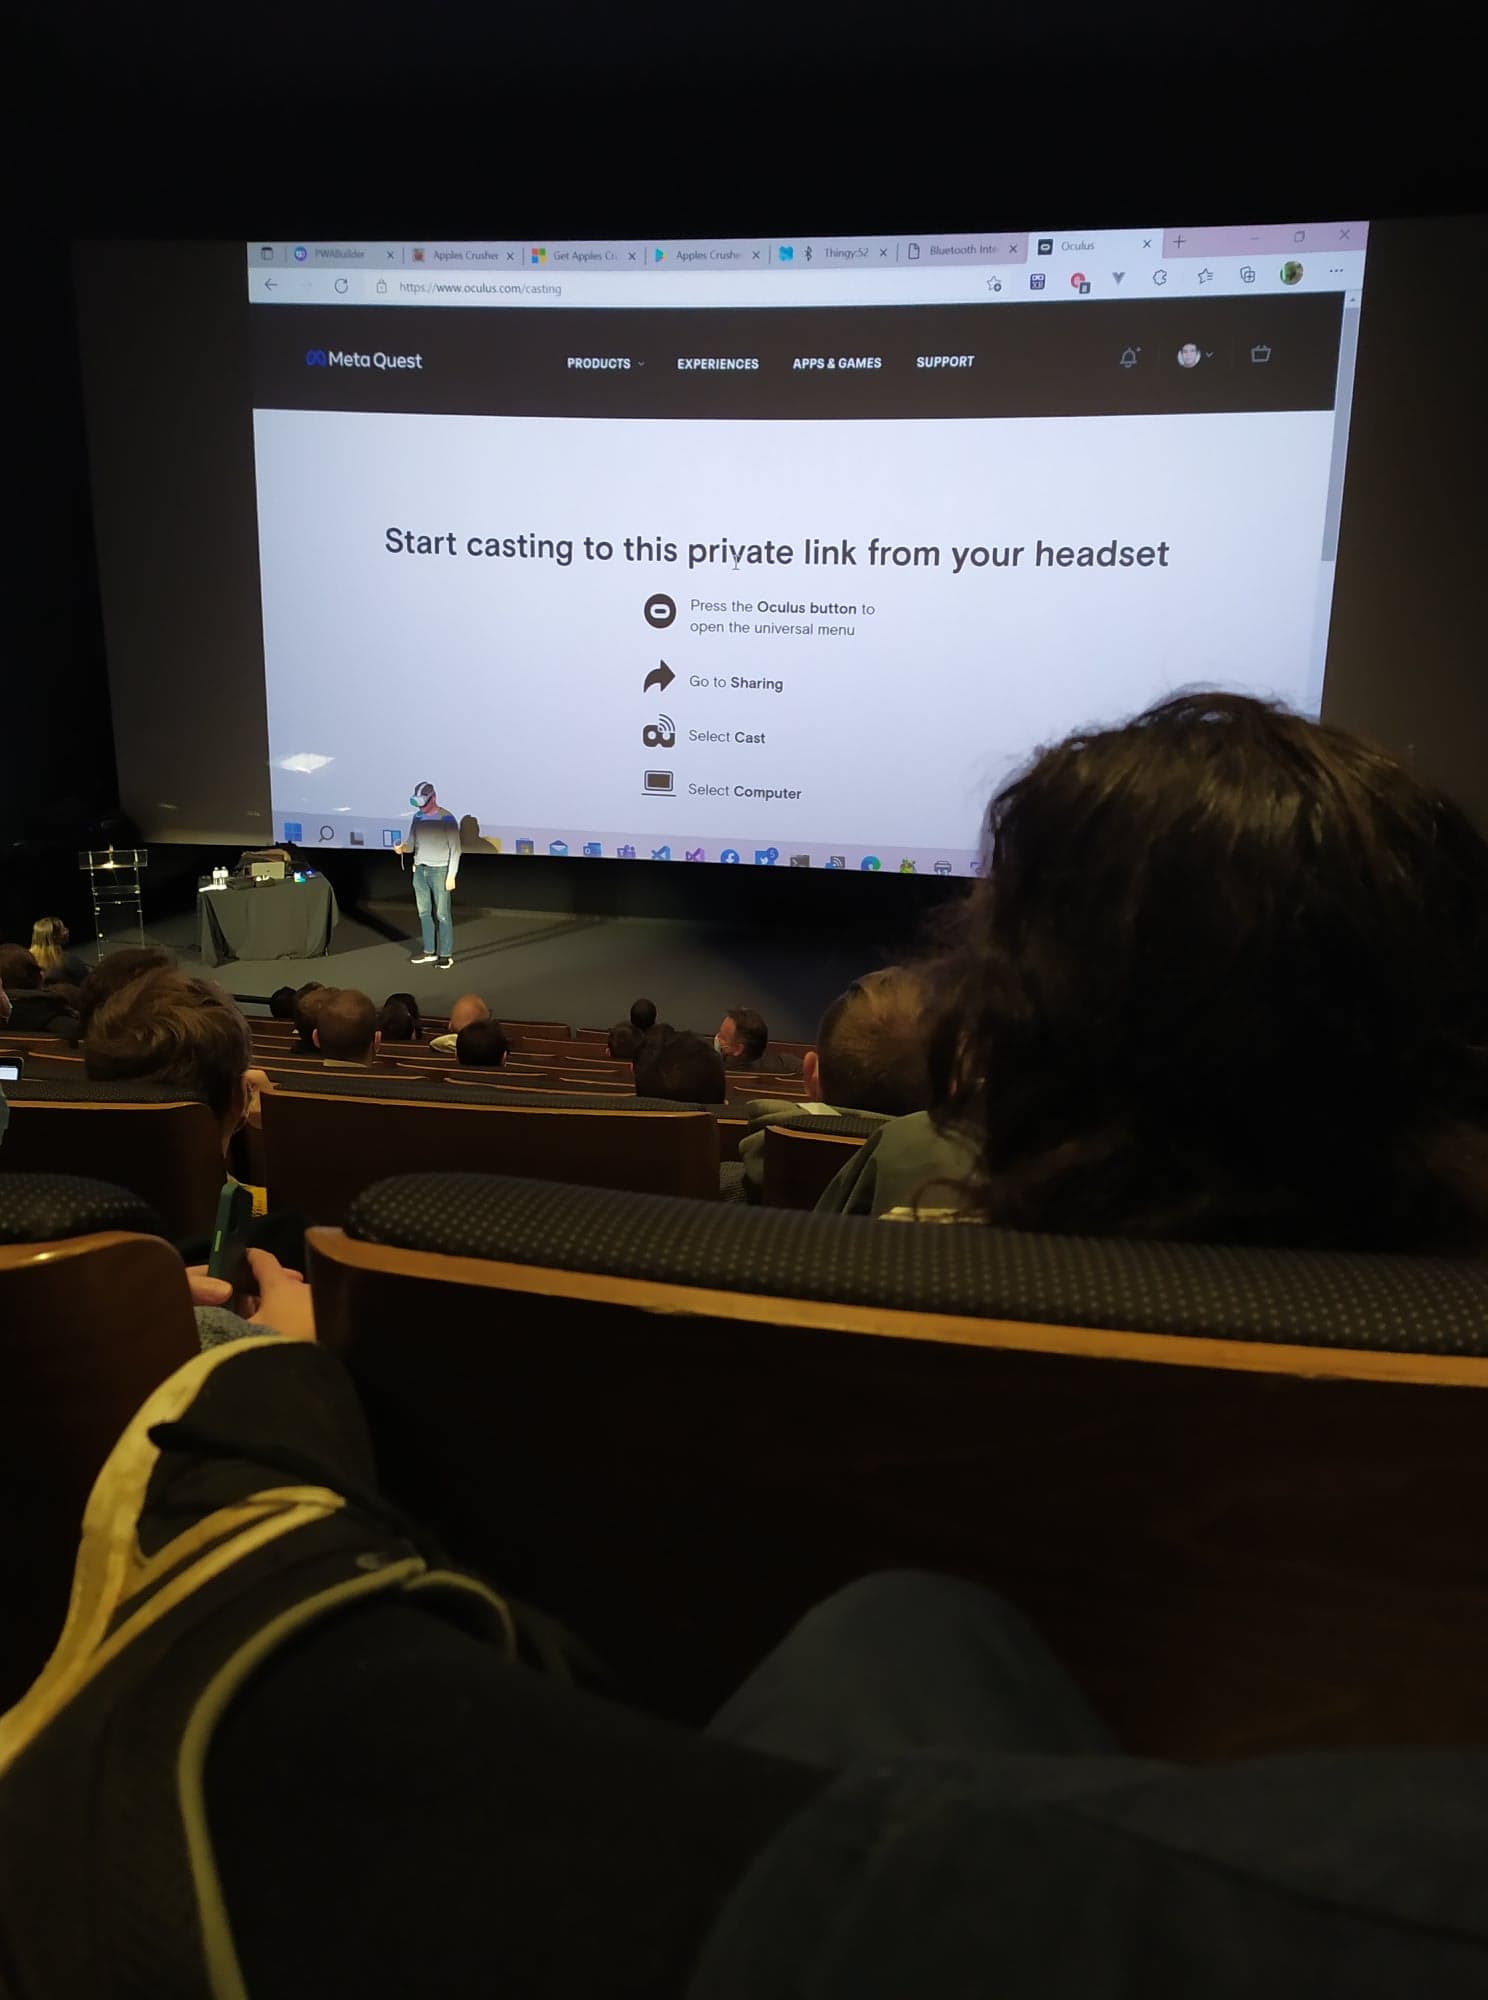 PWABuilder
Apples Crusher
Get Apples Cr
Apples Crushe
Thingy:52
Bluetooth Inte
Oculus
https://www.oculus.com/casting
Meta Quest
PRODUCTS
EXPERIENCES
APPS & GAMES
SUPPORT
Start casting to this private link from your headset
Press the Oculus button to
open the universal menu
Go to Sharing
Select Cast
Select Computer